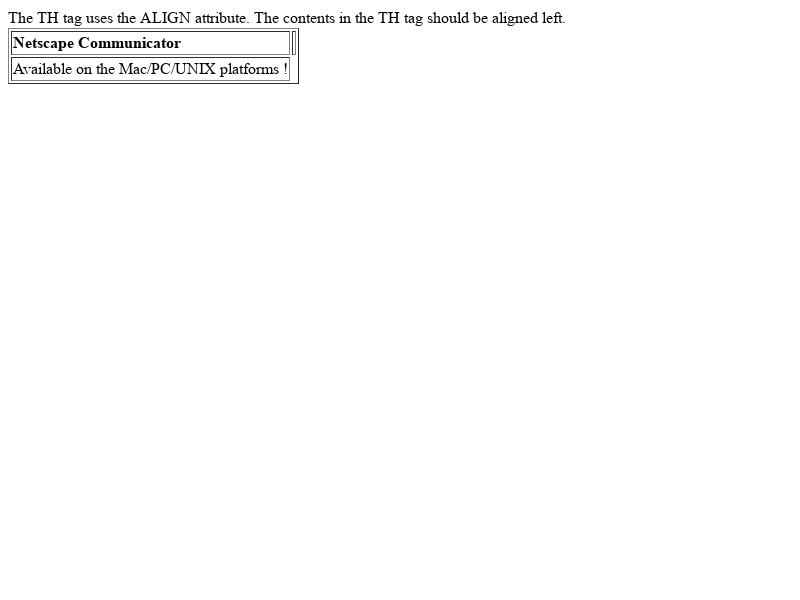 The TH tag uses the ALIGN attribute. The contents in the TH tag should be aligned left.
Netscape Communicator
Available on the Mac/PC/UNIX platforms !